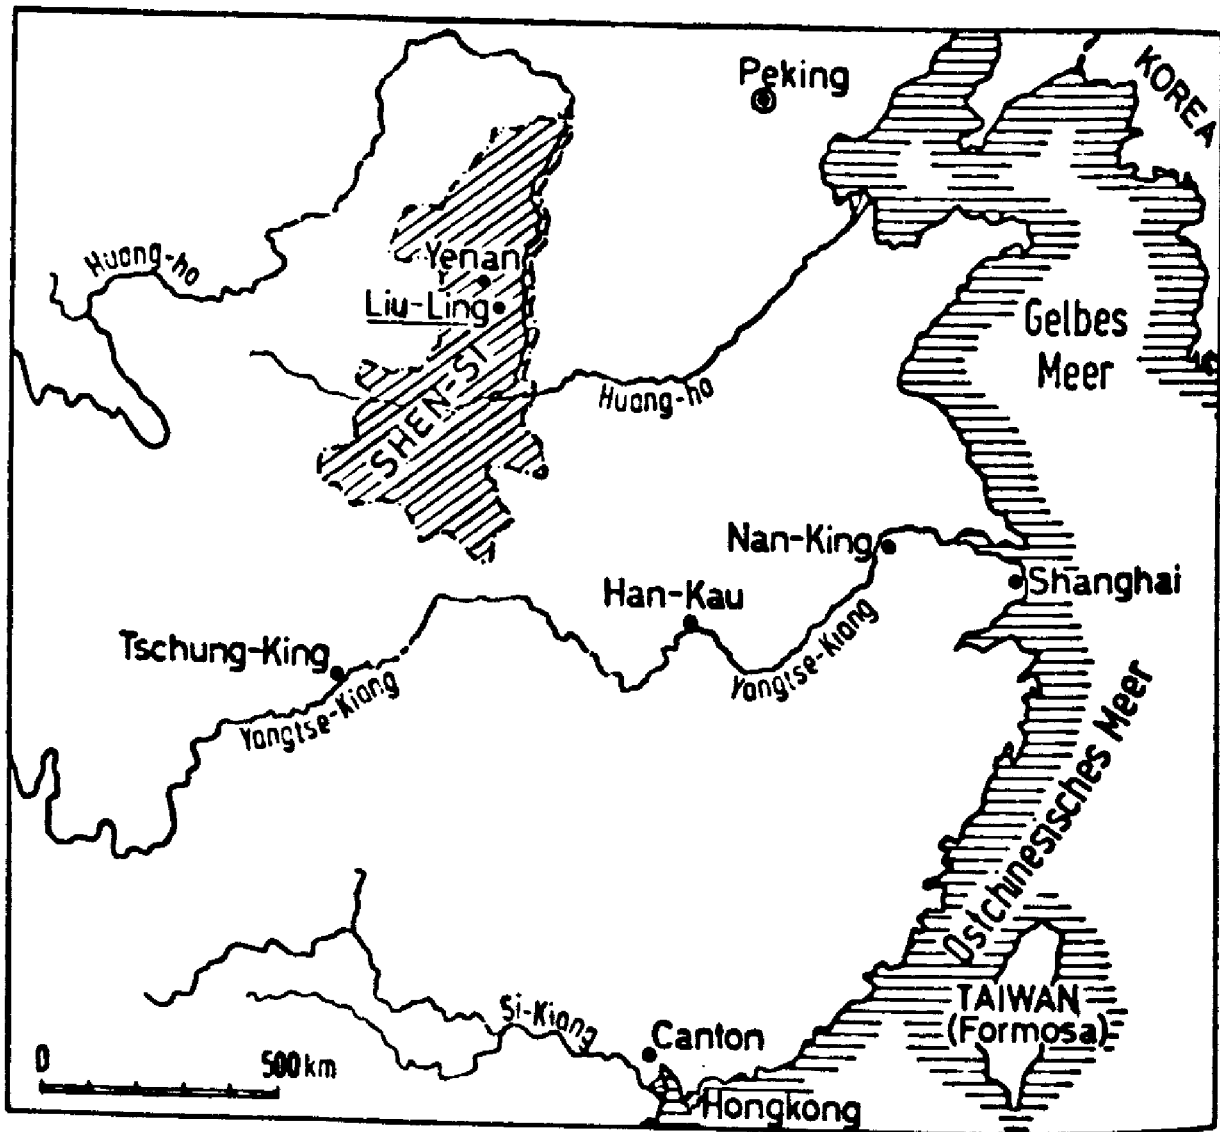 Peking
KOREA
Huang-ho
Yenan
Liu-Ling
Gelbes
Meer
SHEN-SI
Huang-ho
Nan-King
Shanghai
Han-Kau
Tschung-King
Yangtse-Kiang
Yangtse-Kiang
Ostchinesisches Meer
TAIWAN
(Formosa)
Si-Kiang
Canton
0
500 km
Hongkong